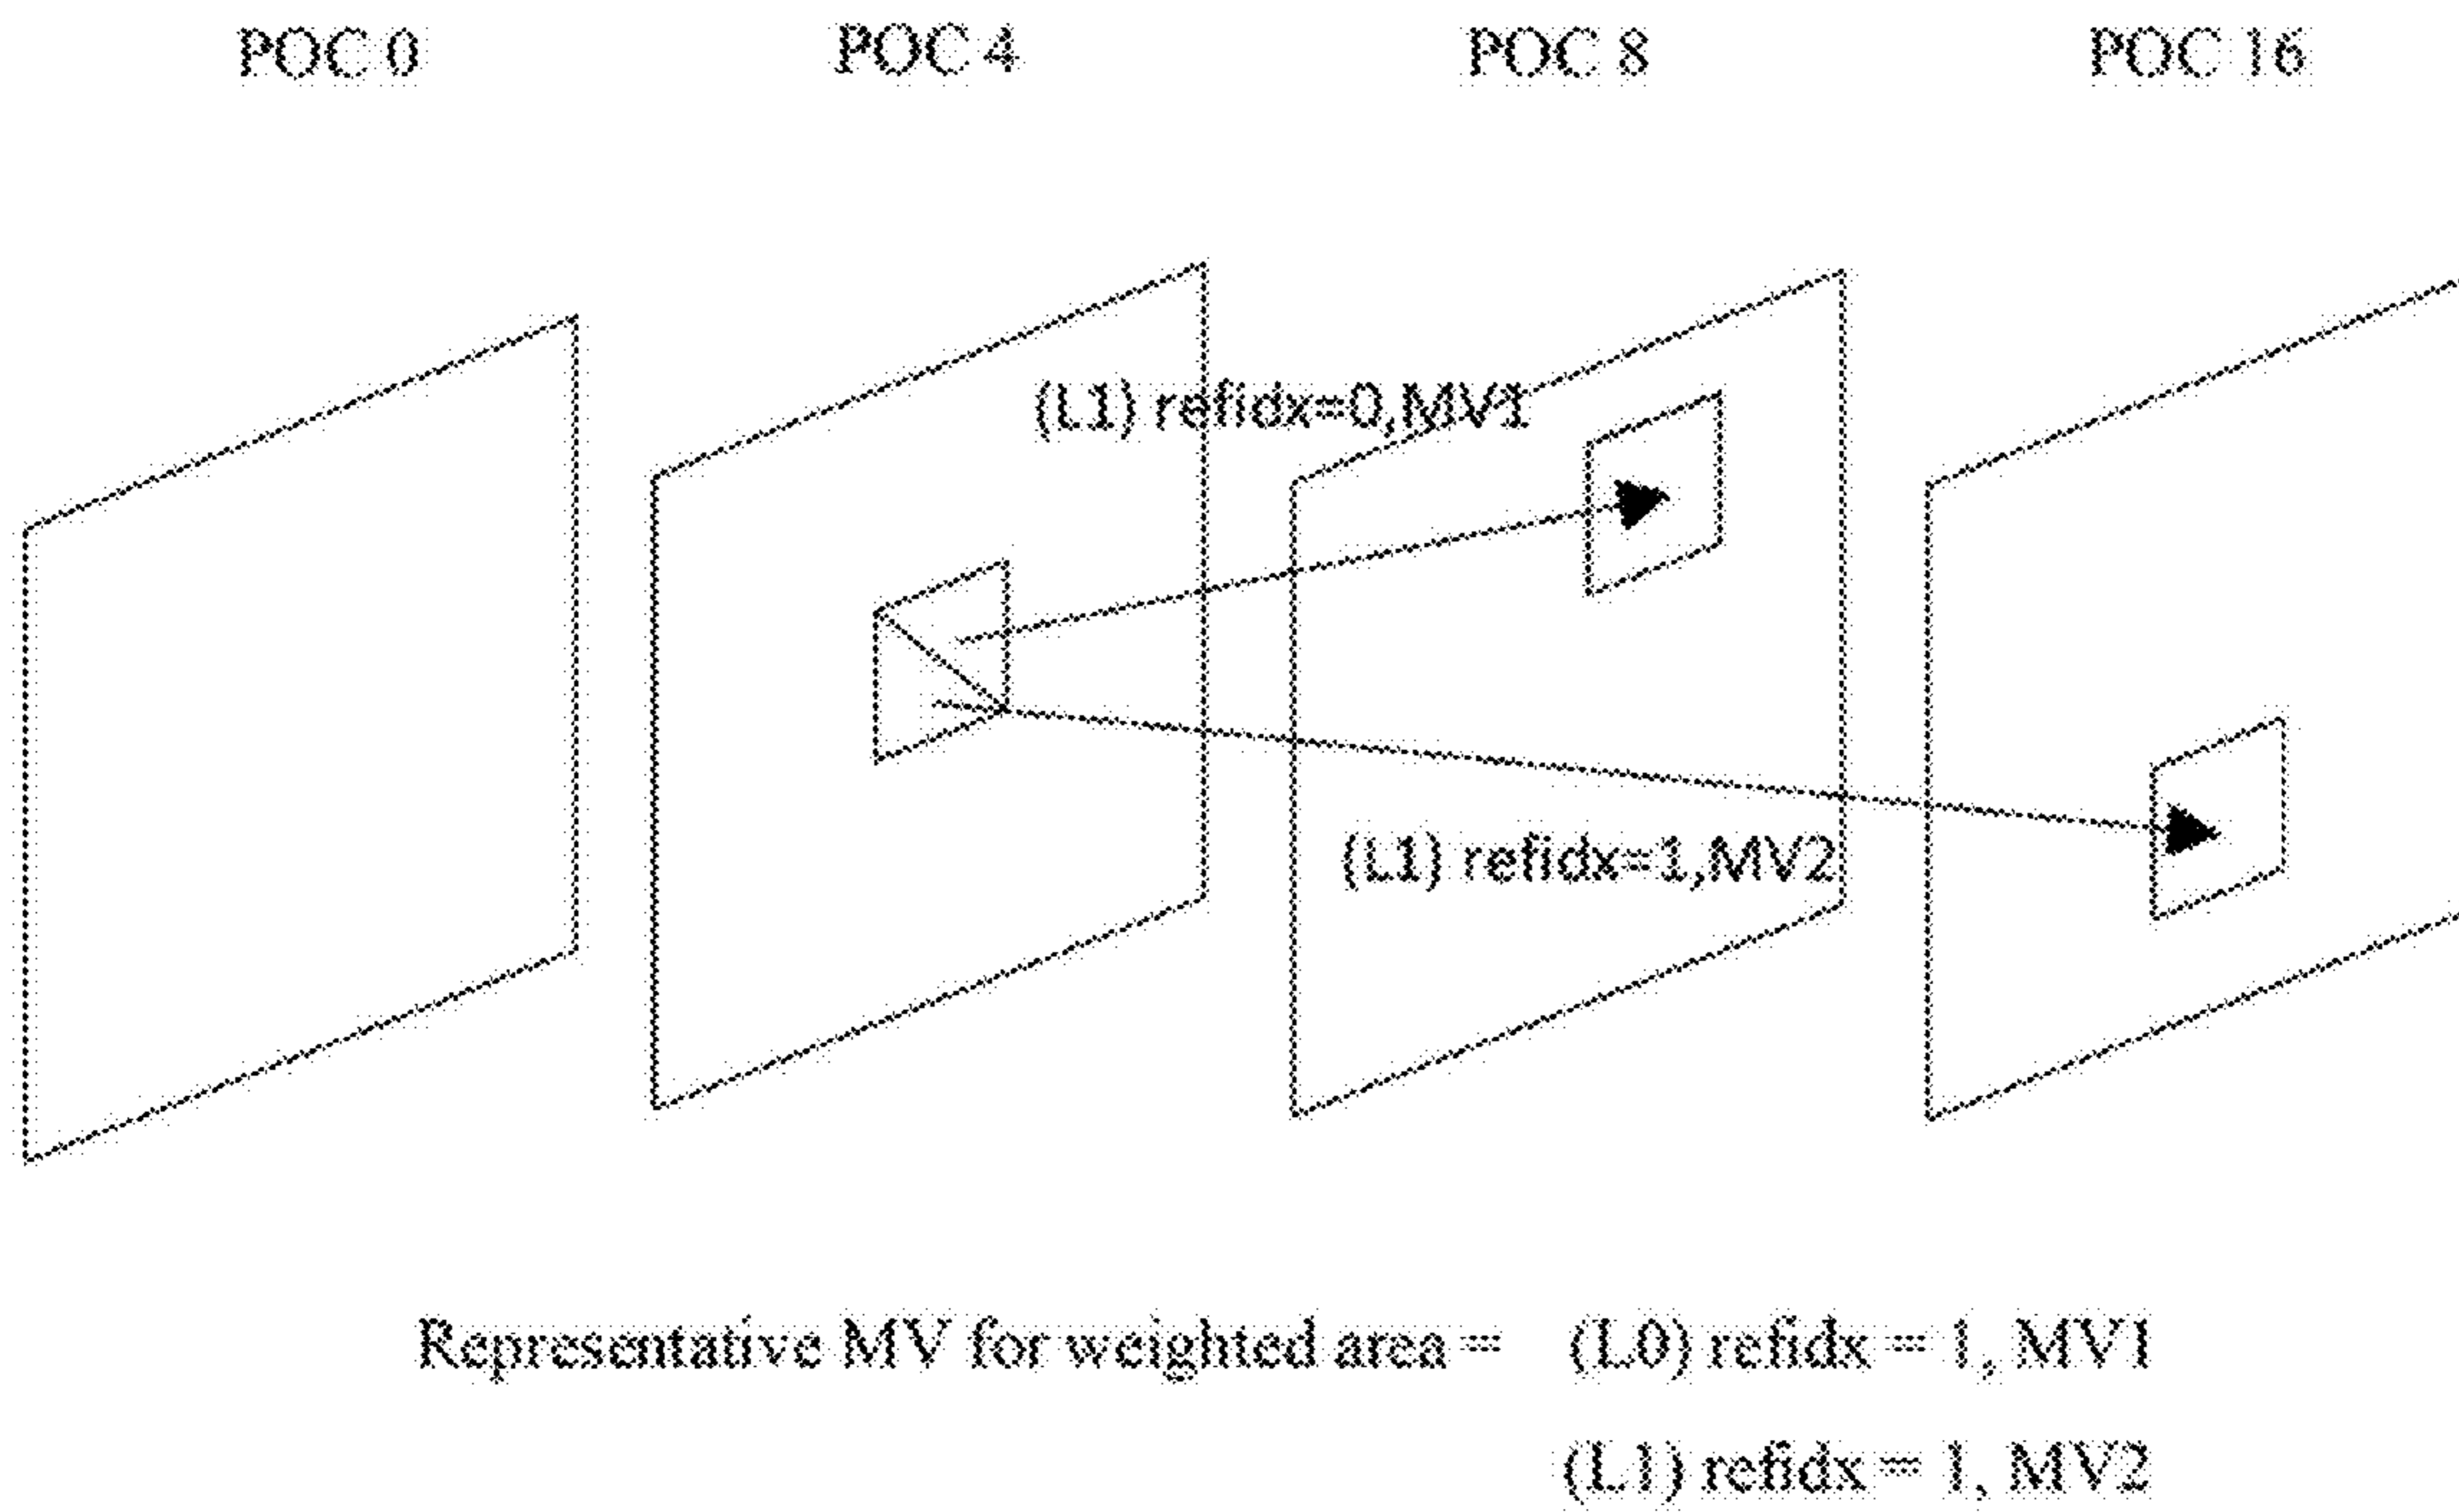 POC 0 POC 4 POC 8 POC 16
(L1) refidx=0,MV1
(L1) refidx=1,MV2
Representative MV for weighted area = (L0) refidx = 1, MV1
(L1) refidx = 1, MV2